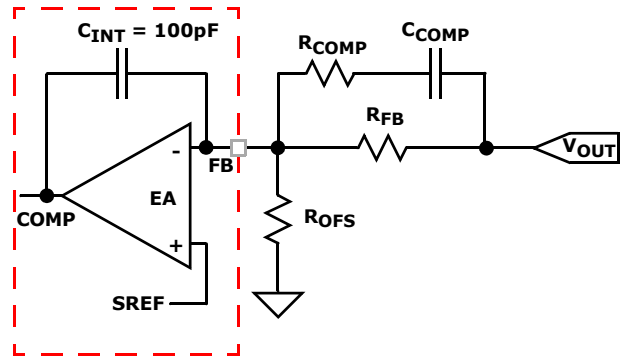 CINT = 100pF
RCOMP
CCOMP
RFB
VOUT
-
FB
EA
COMP
ROFS
+
SREF